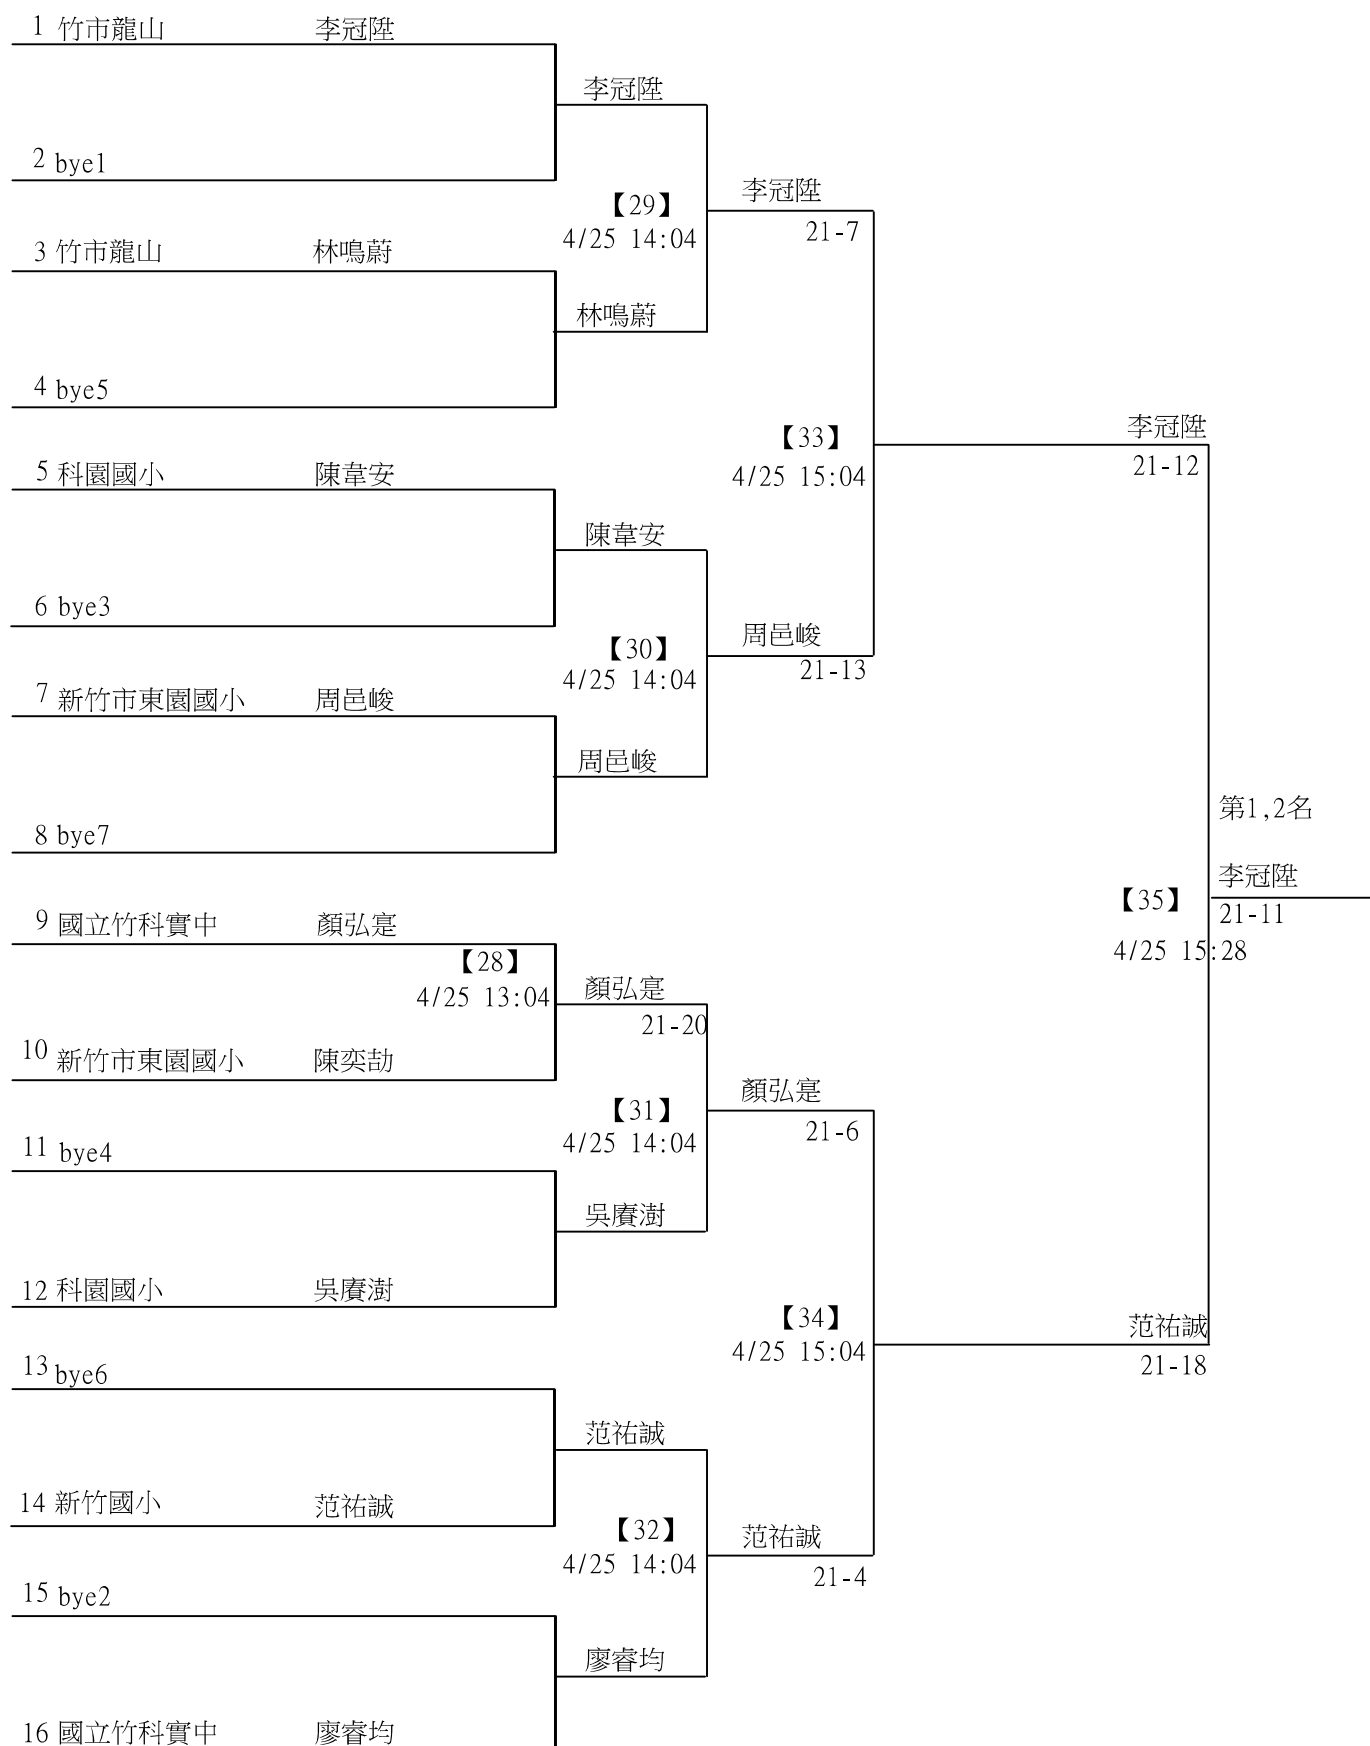 1 竹市龍山 李冠陞
李冠陞
2 bye1
李冠陞
【29】
21-7
4/25 14:04
3 竹市龍山 林鳴蔚
林鳴蔚
4 bye5
李冠陞
【33】
21-12
4/25 15:04
5 科園國小 陳韋安
陳韋安
6 bye3
周邑峻
【30】
21-13
4/25 14:04
7 新竹市東園國小 周邑峻
周邑峻
8 bye7
第1,2名
李冠陞
【35】
21-11
4/25 15:28
9 國立竹科實中 顏弘寔
【28】
4/25 13:04
顏弘寔
21-20
10 新竹市東園國小 陳奕劼
顏弘寔
【31】
21-6
4/25 14:04
11 bye4
吳賡澍
12 科園國小 吳賡澍
【34】
4/25 15:04
范祐誠
21-18
13 bye6
范祐誠
14 新竹國小 范祐誠
【32】
4/25 14:04
范祐誠
21-4
15 bye2
廖睿均
16 國立竹科實中 廖睿均